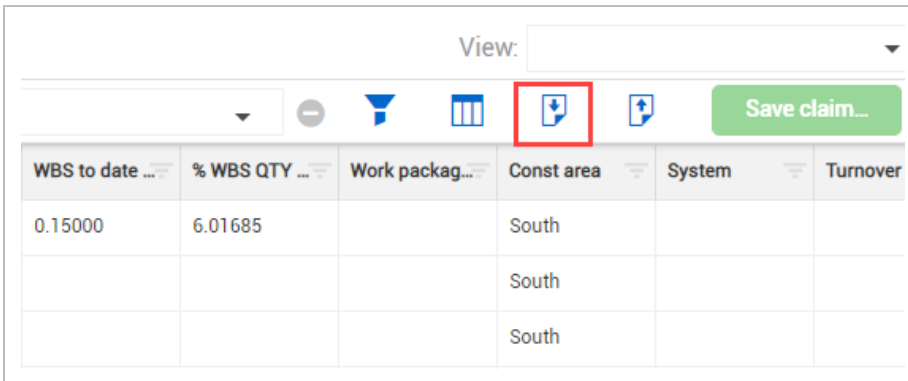 View:
Save claim...
WBS to date ... % WBS QTY ... Work packag... Const area System Turnover
0.15000 6.01685 South
South
South